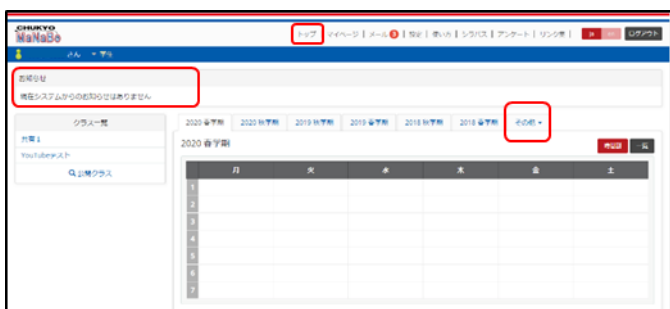 CHUKYO
MaNaBo
トップ | マイページ | メール 3 | 設定 | 使い方 | シラバス | アンケート | リンク集 | ログアウト
さん
お知らせ
現在システムからのお知らせはありません
クラス一覧
2020 春学期 2020 秋学期 2019 秋学期 2019 春学期 2018 秋学期 2018 春学期 その他
共有1
2020 春学期 時間割 一覧
YouTubeテスト
公開クラス
月 火 水 木 金 土
1
2
3
4
5
6
7